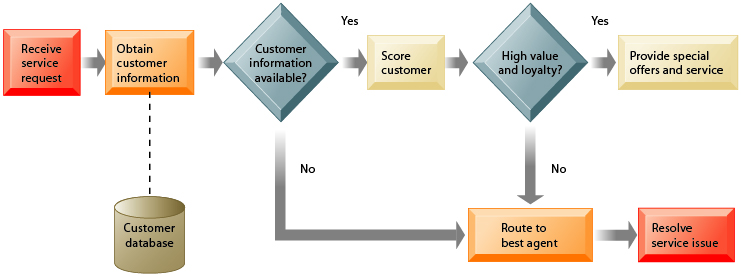 Receive
service
request
Obtain
customer
information
Customer
information
available?
Yes
Score
customer
High value
and loyalty?
Yes
Provide special
offers and service
No
No
Customer
database
Route to
best agent
Resolve
service issue